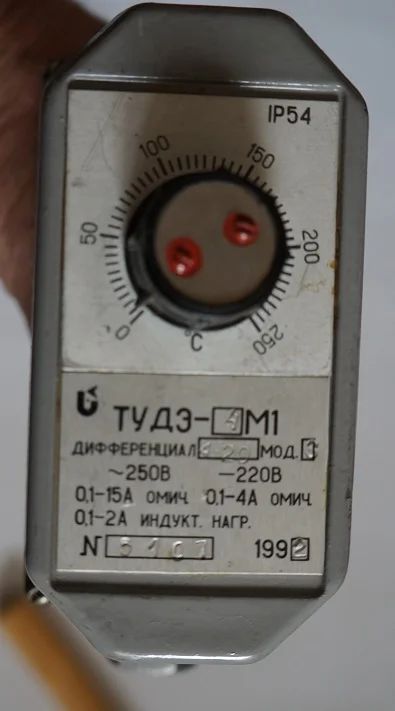 IP54
0 50 100 150 200 250
°C
ТУДЭ-4М1
ДИФФЕРЕНЦИАЛ МОД.
~250В —220В
0,1-15А ОМИЧ. 0,1-4А ОМИЧ.
0,1-2А ИНДУКТ. НАГР.
N 5107 1992